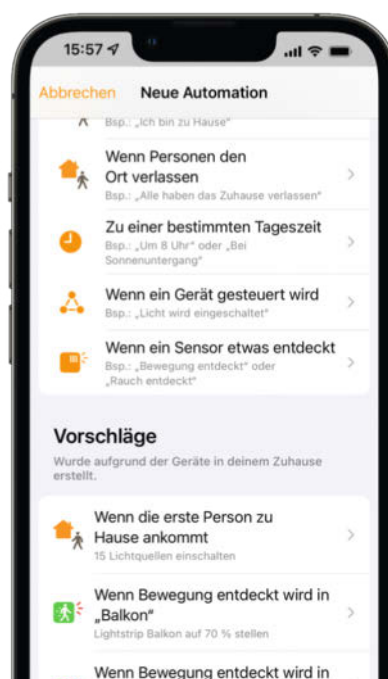 15:57
Abbrechen Neue Automation
Bsp.: „Ich bin zu Hause"
Wenn Personen den
Ort verlassen
Bsp.: „Alle haben das Zuhause verlassen"
Zu einer bestimmten Tageszeit
Bsp.: „Um 8 Uhr" oder „Bei
Sonnenuntergang"
Wenn ein Gerät gesteuert wird
Bsp.: „Licht wird eingeschaltet"
Wenn ein Sensor etwas entdeckt
Bsp.: „Bewegung entdeckt" oder
„Rauch entdeckt"
Vorschläge
Wurde aufgrund der Geräte in deinem Zuhause
erstellt.
Wenn die erste Person zu
Hause ankommt
15 Lichtquellen einschalten
Wenn Bewegung entdeckt wird in
„Balkon"
Lightstrip Balkon auf 70 % stellen
Wenn Bewegung entdeckt wird in